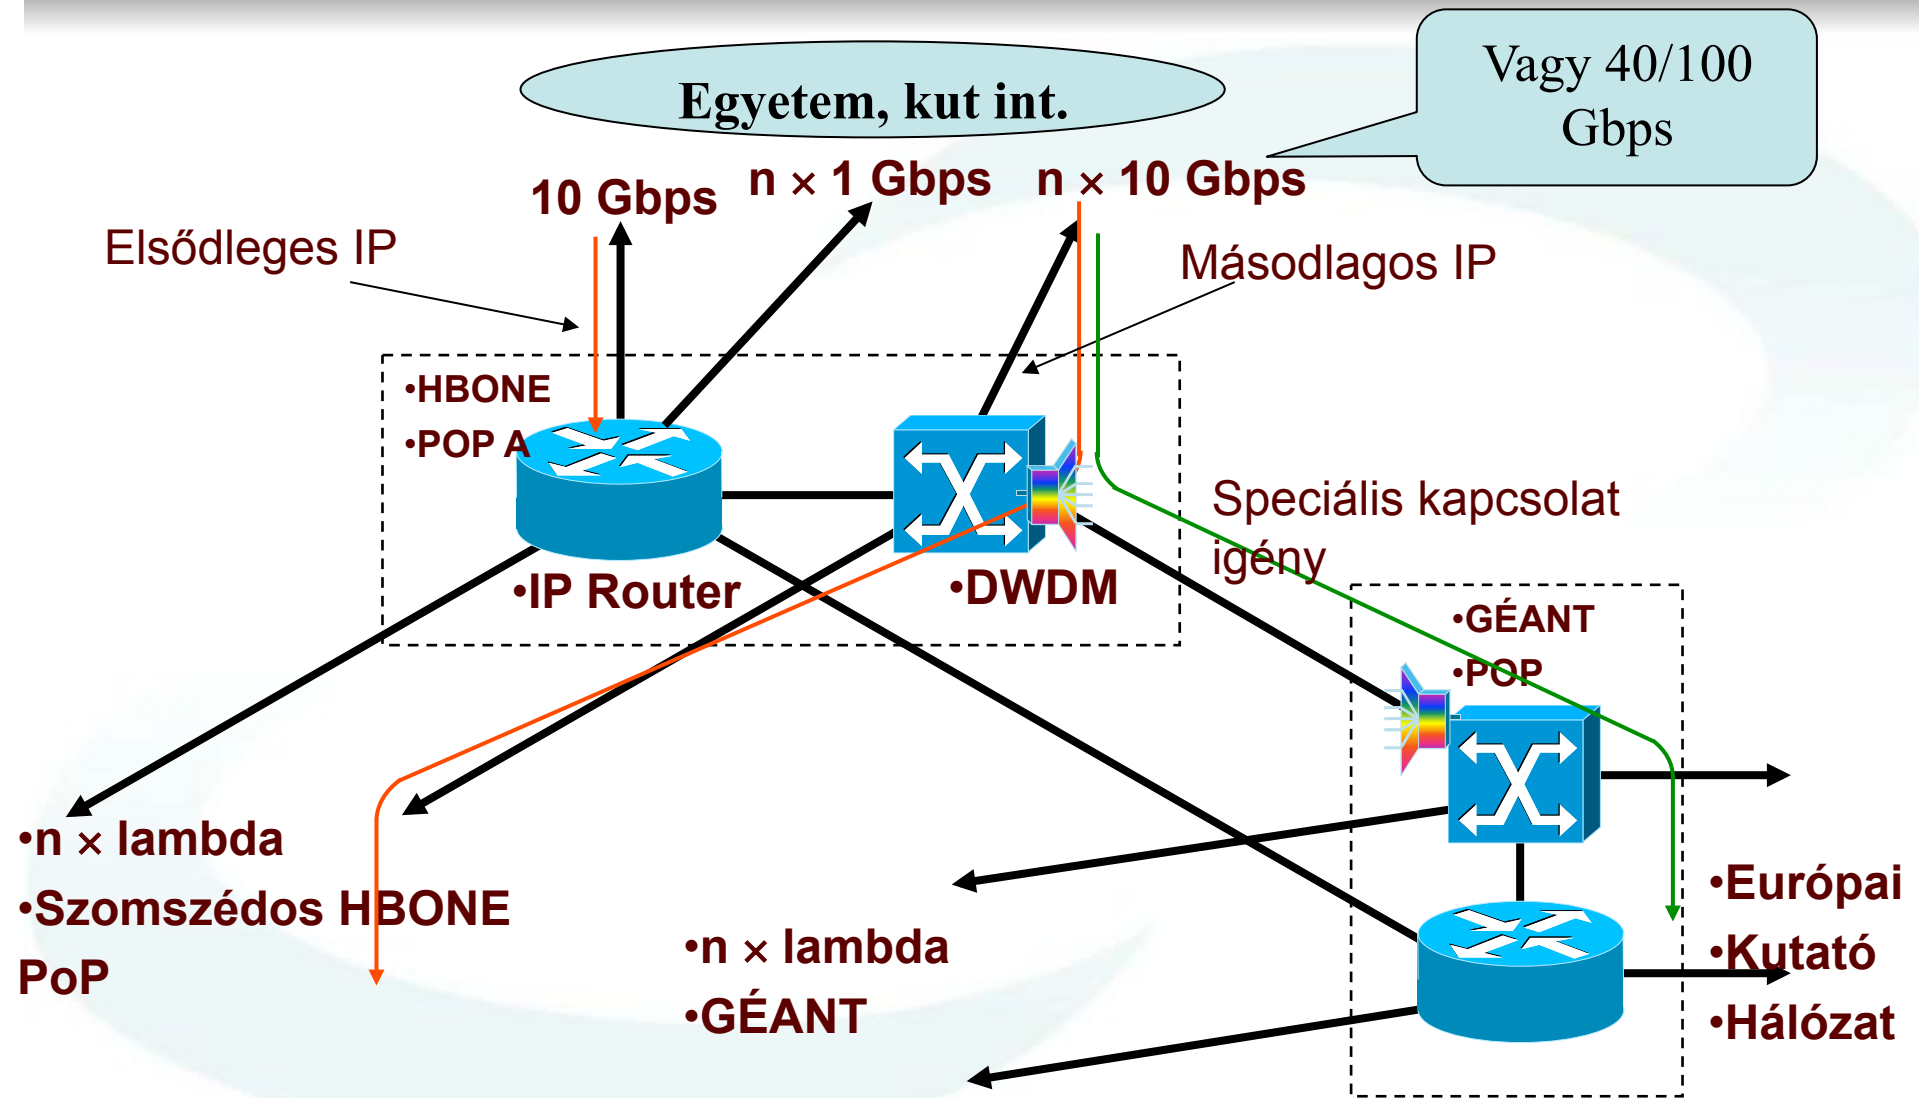 Vagy 40/100
Gbps
Egyetem, kut int.
10 Gbps
n × 1 Gbps
n × 10 Gbps
Elsődleges IP
Másodlagos IP
•HBONE
•POP A
•IP Router
•DWDM
Speciális kapcsolat
igény
•GÉANT
•POP
•n × lambda
•Szomszédos HBONE
PoP
•n × lambda
•GÉANT
•Európai
•Kutató
•Hálózat